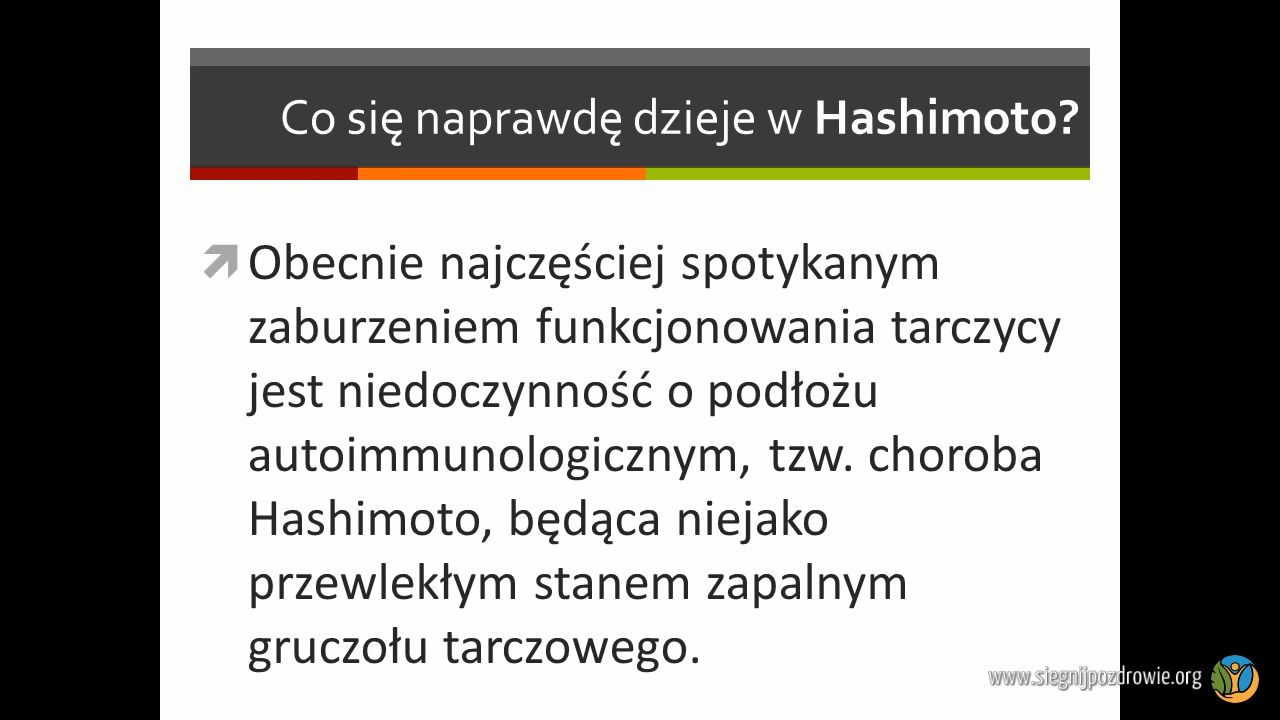 Co się naprawdę dzieje w Hashimoto?
Obecnie najczęściej spotykanym
zaburzeniem funkcjonowania tarczycy
jest niedoczynność o podłożu
autoimmunologicznym, tzw. choroba
Hashimoto, będąca niejako
przewlekłym stanem zapalnym
gruczołu tarczowego.
www.siegnijpozdrowie.org